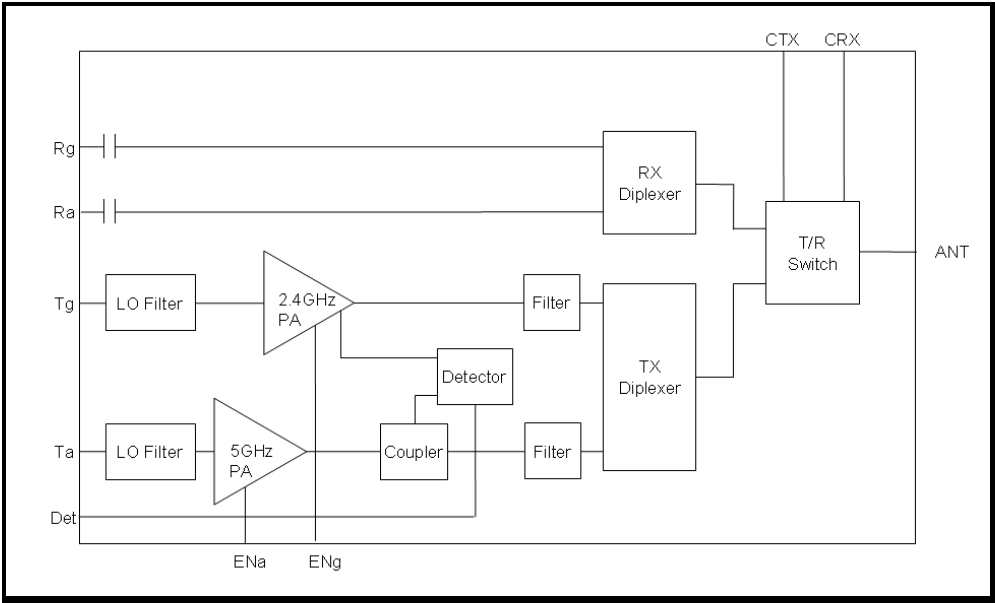 CTX
CRX
Rg
RX
Diplexer
Ra
T/R
Switch
ANT
Tg
LO Filter
2.4GHz
PA
Filter
TX
Diplexer
Detector
Ta
LO Filter
5GHz
PA
Coupler
Filter
Det
ENa
ENg